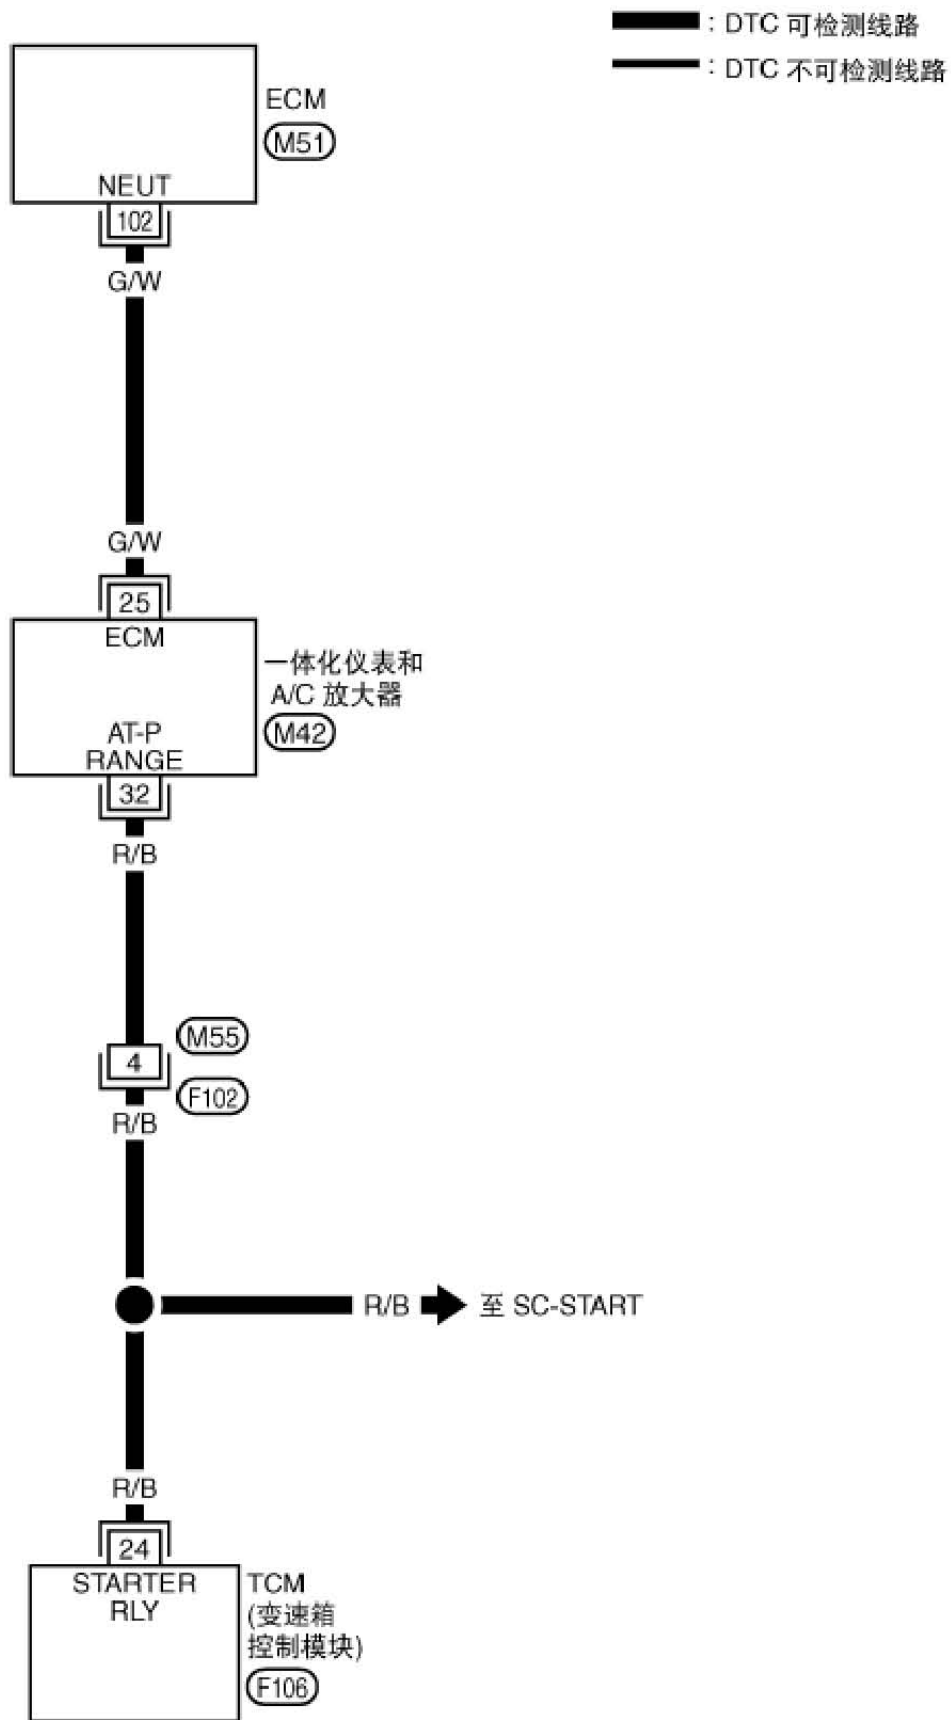 : DTC 可检测线路
: DTC 不可检测线路
ECM
M51
NEUT
102
G/W
G/W
25
ECM
一体化仪表和
A/C 放大器
M42
AT-P
RANGE
32
R/B
M55
4
F102
R/B
R/B 至 SC-START
R/B
24
STARTER
RLY
TCM
(变速箱
控制模块)
F106